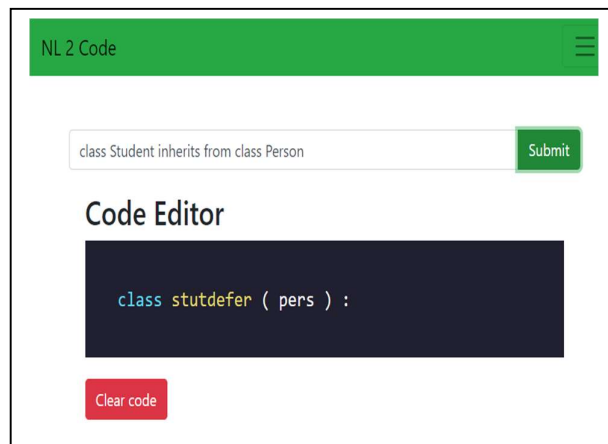 NL 2 Code
class Student inherits from class Person
Submit
Code Editor
class stutdefer ( pers ) :
Clear code